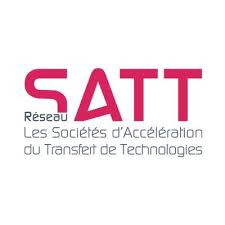 SATT
Réseau
Les Sociétés d'Accélération
du Transfert de Technologies